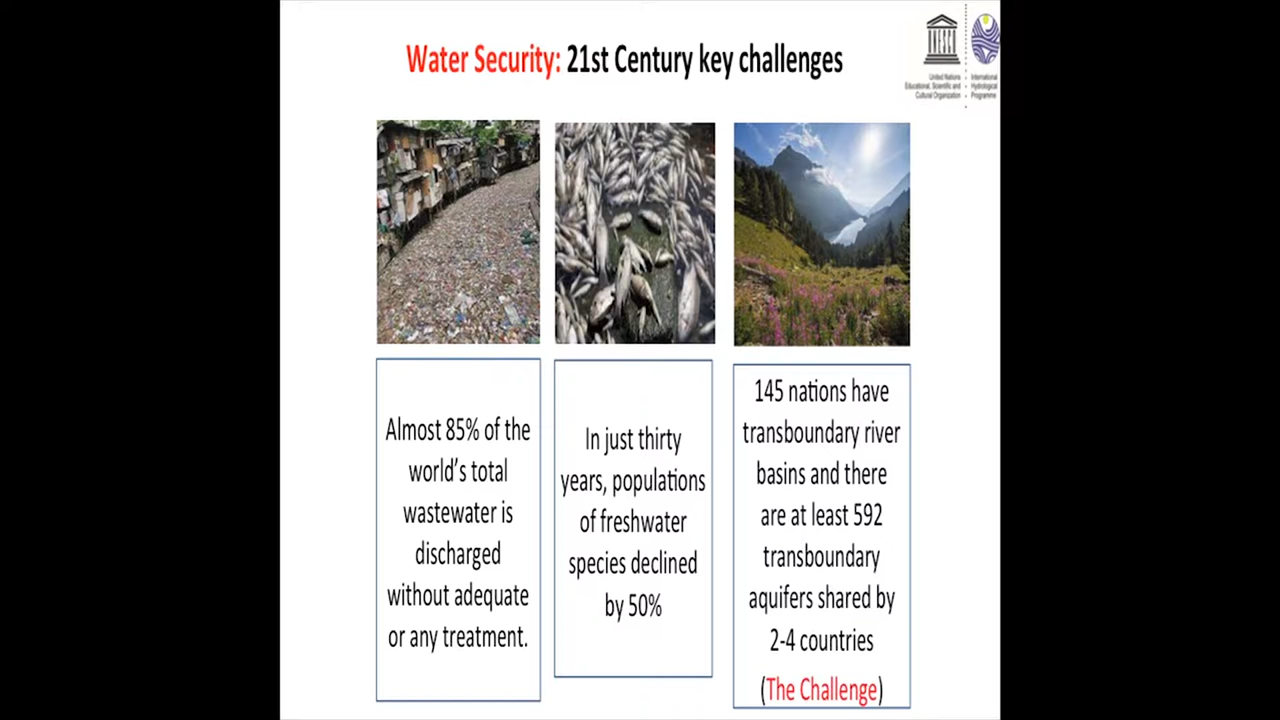 Water Security: 21st Century key challenges
UNESCO
United Nations
Educational, Scientific and
Cultural Organization
International
Hydrological
Programme
Almost 85% of the
world's total
wastewater is
discharged
without adequate
or any treatment.
In just thirty
years, populations
of freshwater
species declined
by 50%
145 nations have
transboundary river
basins and there
are at least 592
transboundary
aquifers shared by
2-4 countries
(The Challenge)